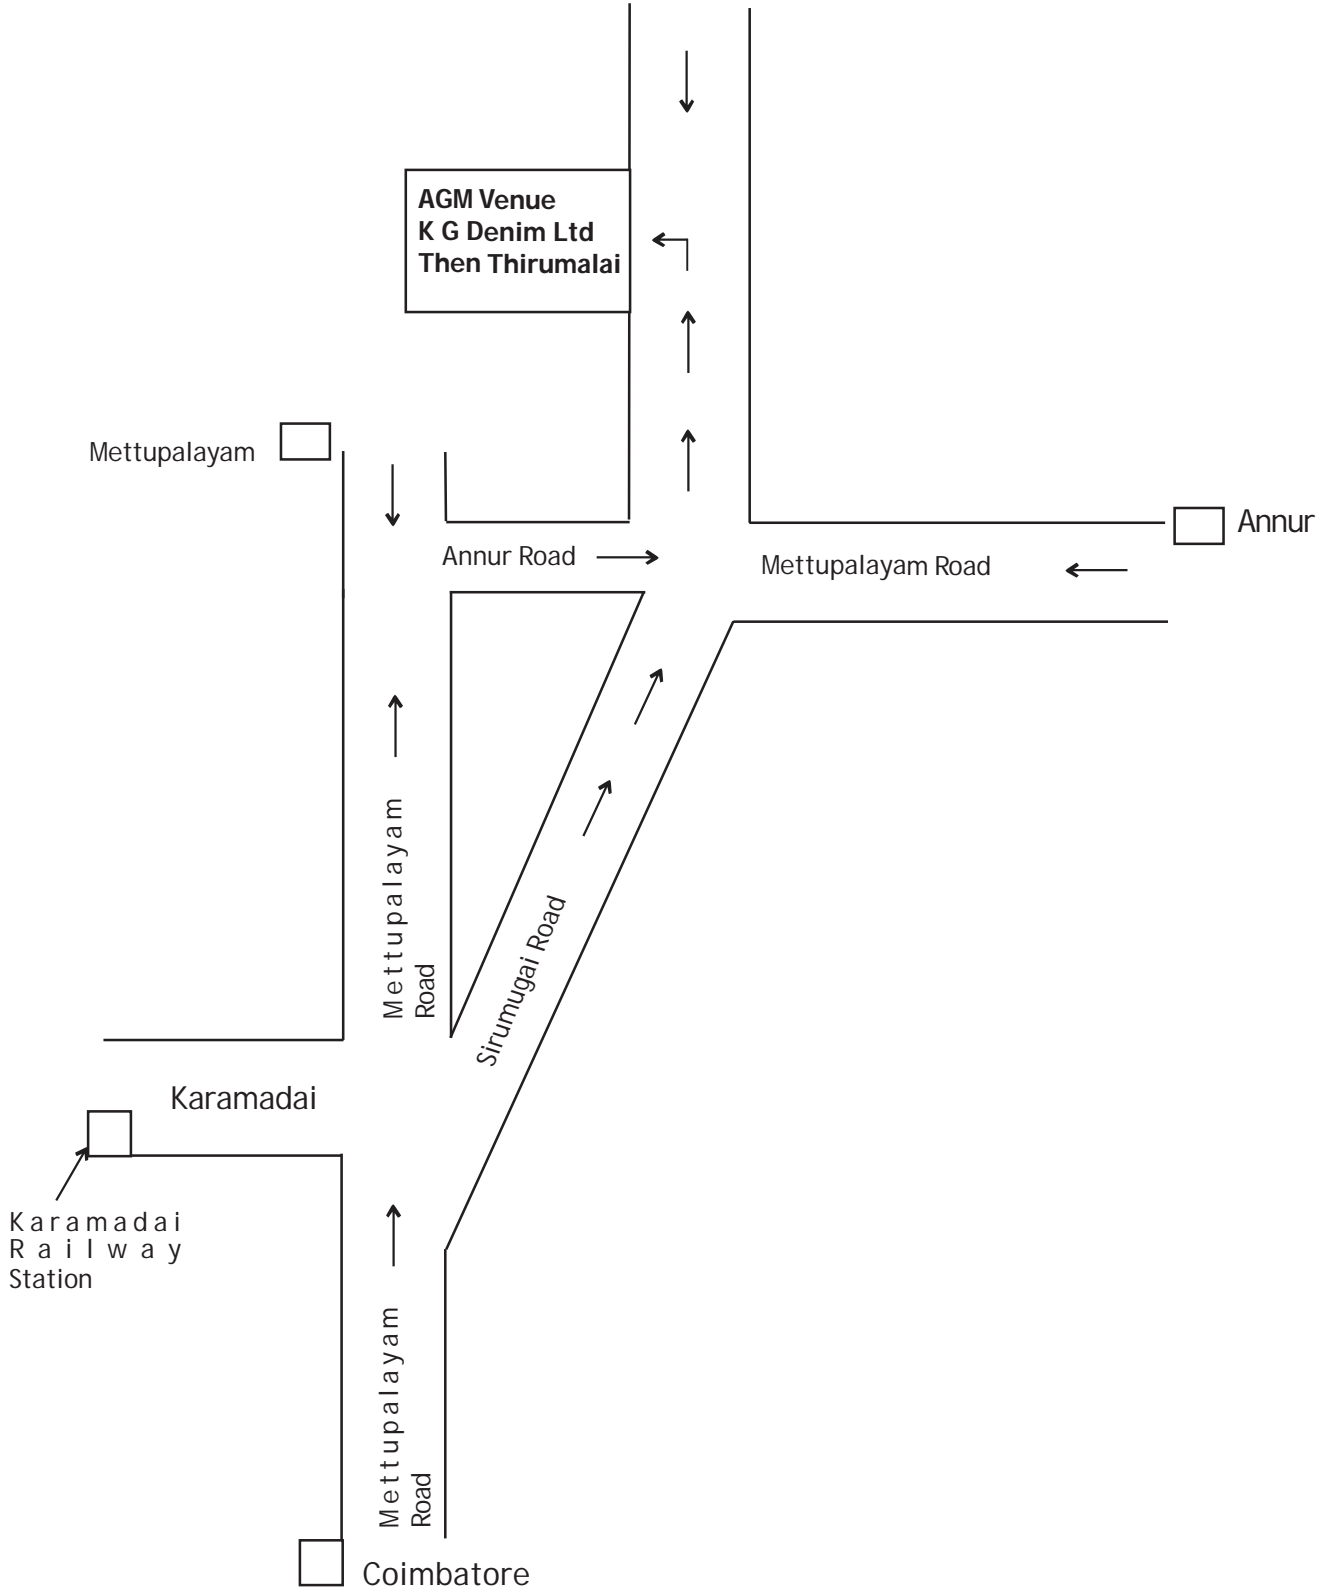 AGM Venue
K G Denim Ltd
Then Thirumalai
Mettupalayam
Annur
Annur Road
Mettupalayam Road
Mettupalayam
Road
Sirumugai Road
Karamadai
Karamadai
Railway
Station
Mettupalayam
Road
Coimbatore